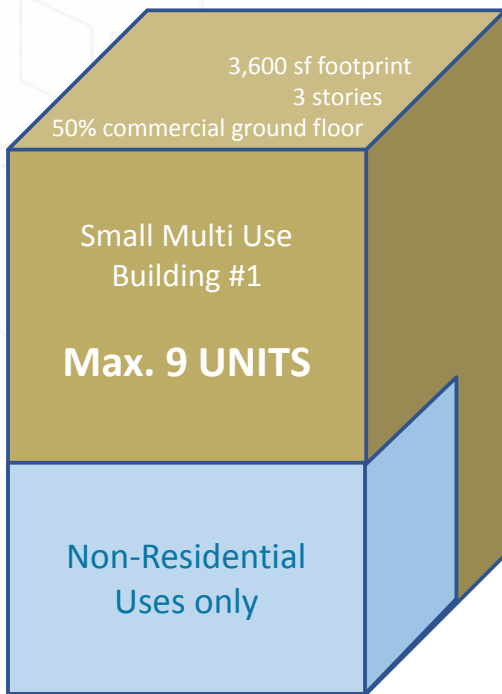 3,600 sf footprint
3 stories
50% commercial ground floor
Small Multi Use
Building #1
Max. 9 UNITS
Non-Residential
Uses only